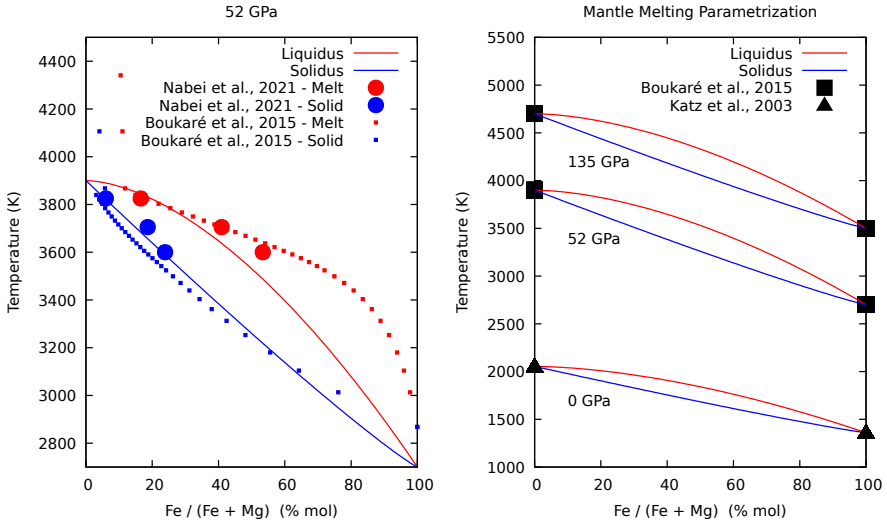 52 GPa
4400
4200
4000
3800
3600
3400
3200
3000
2800
0
20
40
60
80
100
Temperature (K)
Fe / (Fe + Mg) (% mol)
Liquidus
Solidus
Nabei et al., 2021 - Melt
Nabei et al., 2021 - Solid
Boukaré et al., 2015 - Melt
Boukaré et al., 2015 - Solid
Mantle Melting Parametrization
5500
5000
4500
4000
3500
3000
2500
2000
1500
1000
0
20
40
60
80
100
Temperature (K)
Fe / (Fe + Mg) (% mol)
Liquidus
Solidus
Boukaré et al., 2015
Katz et al., 2003
135 GPa
52 GPa
0 GPa